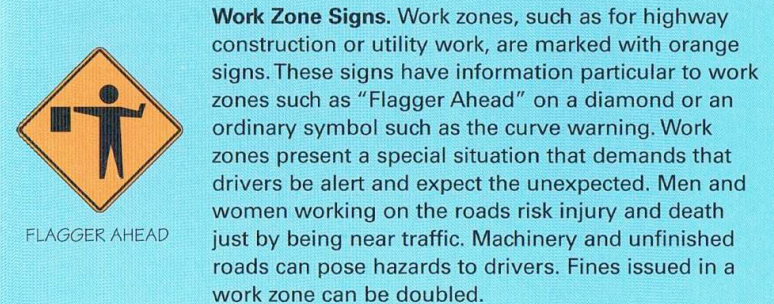 Work Zone Signs. Work zones, such as for highway
construction or utility work, are marked with orange
signs. These signs have information particular to work
zones such as “Flagger Ahead” on a diamond or an
ordinary symbol such as the curve warning. Work
zones present a special situation that demands that
drivers be alert and expect the unexpected. Men and
women working on the roads risk injury and death
just by being near traffic. Machinery and unfinished
roads can pose hazards to drivers. Fines issued in a
work zone can be doubled.
FLAGGER AHEAD